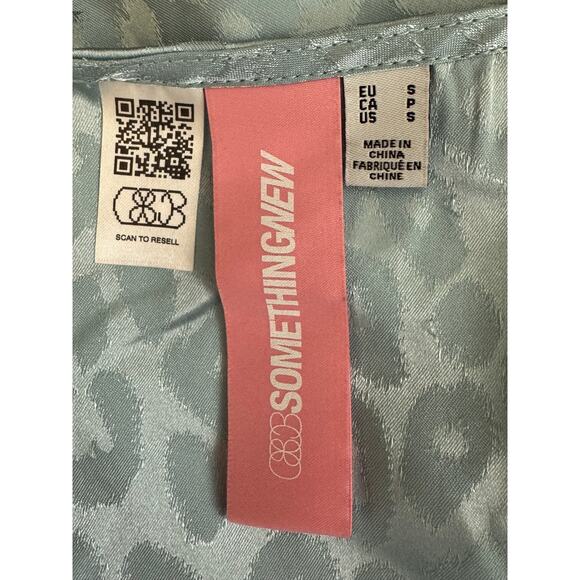 SCAN TO RESELL
SOMETHINGNEW
EU S
CA P
US S
MADE IN
CHINA
FABRIQUÉ EN
CHINE